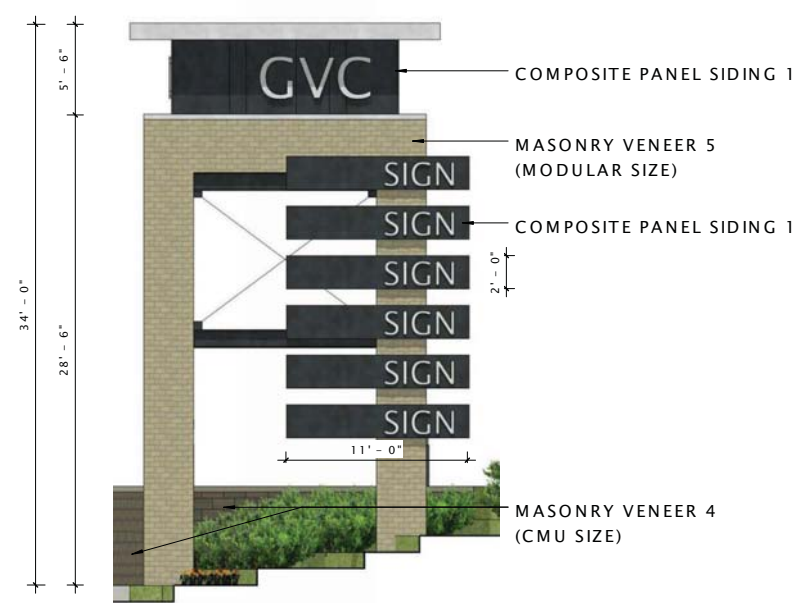 5' - 6"
GVC
COMPOSITE PANEL SIDING 1
MASONRY VENEER 5
(MODULAR SIZE)
SIGN
SIGN
COMPOSITE PANEL SIDING 1
SIGN
2' - 0"
34' - 0"
28' - 6"
SIGN
SIGN
SIGN
11' - 0"
MASONRY VENEER 4
(CMU SIZE)